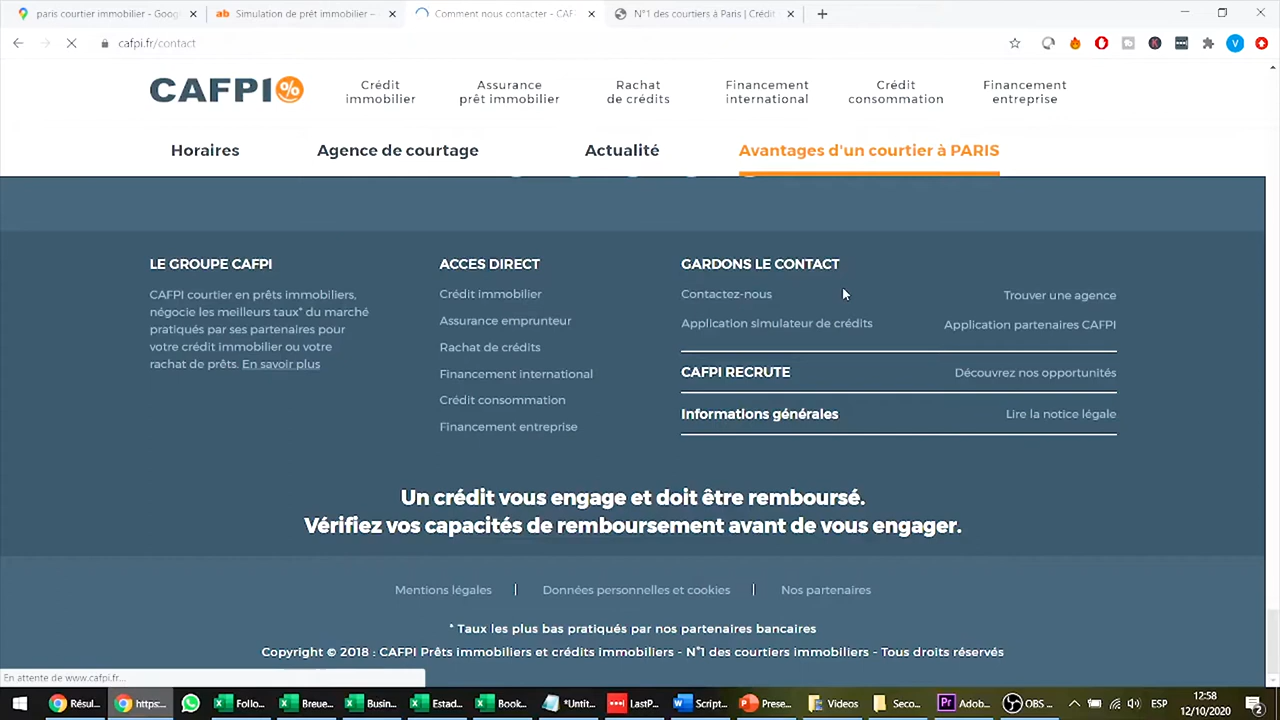 paris courtier immobilier - Goog
Simulation de prêt immobilier –
Comment nous contacter - CAF
N°1 des courtiers à Paris | Crédit
cafpi.fr/contact
CAFPI %
Crédit
immobilier
Assurance
prêt immobilier
Rachat
de crédits
Financement
international
Crédit
consommation
Financement
entreprise
Horaires
Agence de courtage
Actualité
Avantages d'un courtier à PARIS
LE GROUPE CAFPI
CAFPI courtier en prêts immobiliers,
négocie les meilleurs taux* du marché
pratiqués par ses partenaires pour
votre crédit immobilier ou votre
rachat de prêts. En savoir plus
ACCES DIRECT
Crédit immobilier
Assurance emprunteur
Rachat de crédits
Financement international
Crédit consommation
Financement entreprise
GARDONS LE CONTACT
Contactez-nous
Trouver une agence
Application simulateur de crédits
Application partenaires CAFPI
CAFPI RECRUTE
Découvrez nos opportunités
Informations générales
Lire la notice légale
Un crédit vous engage et doit être remboursé.
Vérifiez vos capacités de remboursement avant de vous engager.
Mentions légales | Données personnelles et cookies | Nos partenaires
* Taux les plus bas pratiqués par nos partenaires bancaires
Copyright © 2018 : CAFPI Prêts immobiliers et crédits immobiliers - N°1 des courtiers immobiliers - Tous droits réservés
En attente de www.cafpi.fr...
Résul...
https:...
Follo...
Breue...
Busin...
Estad...
Book...
*Untit...
LastP...
Script...
Prese...
Videos
Seco...
Adob...
OBS ...
ESP
12:58
12/10/2020